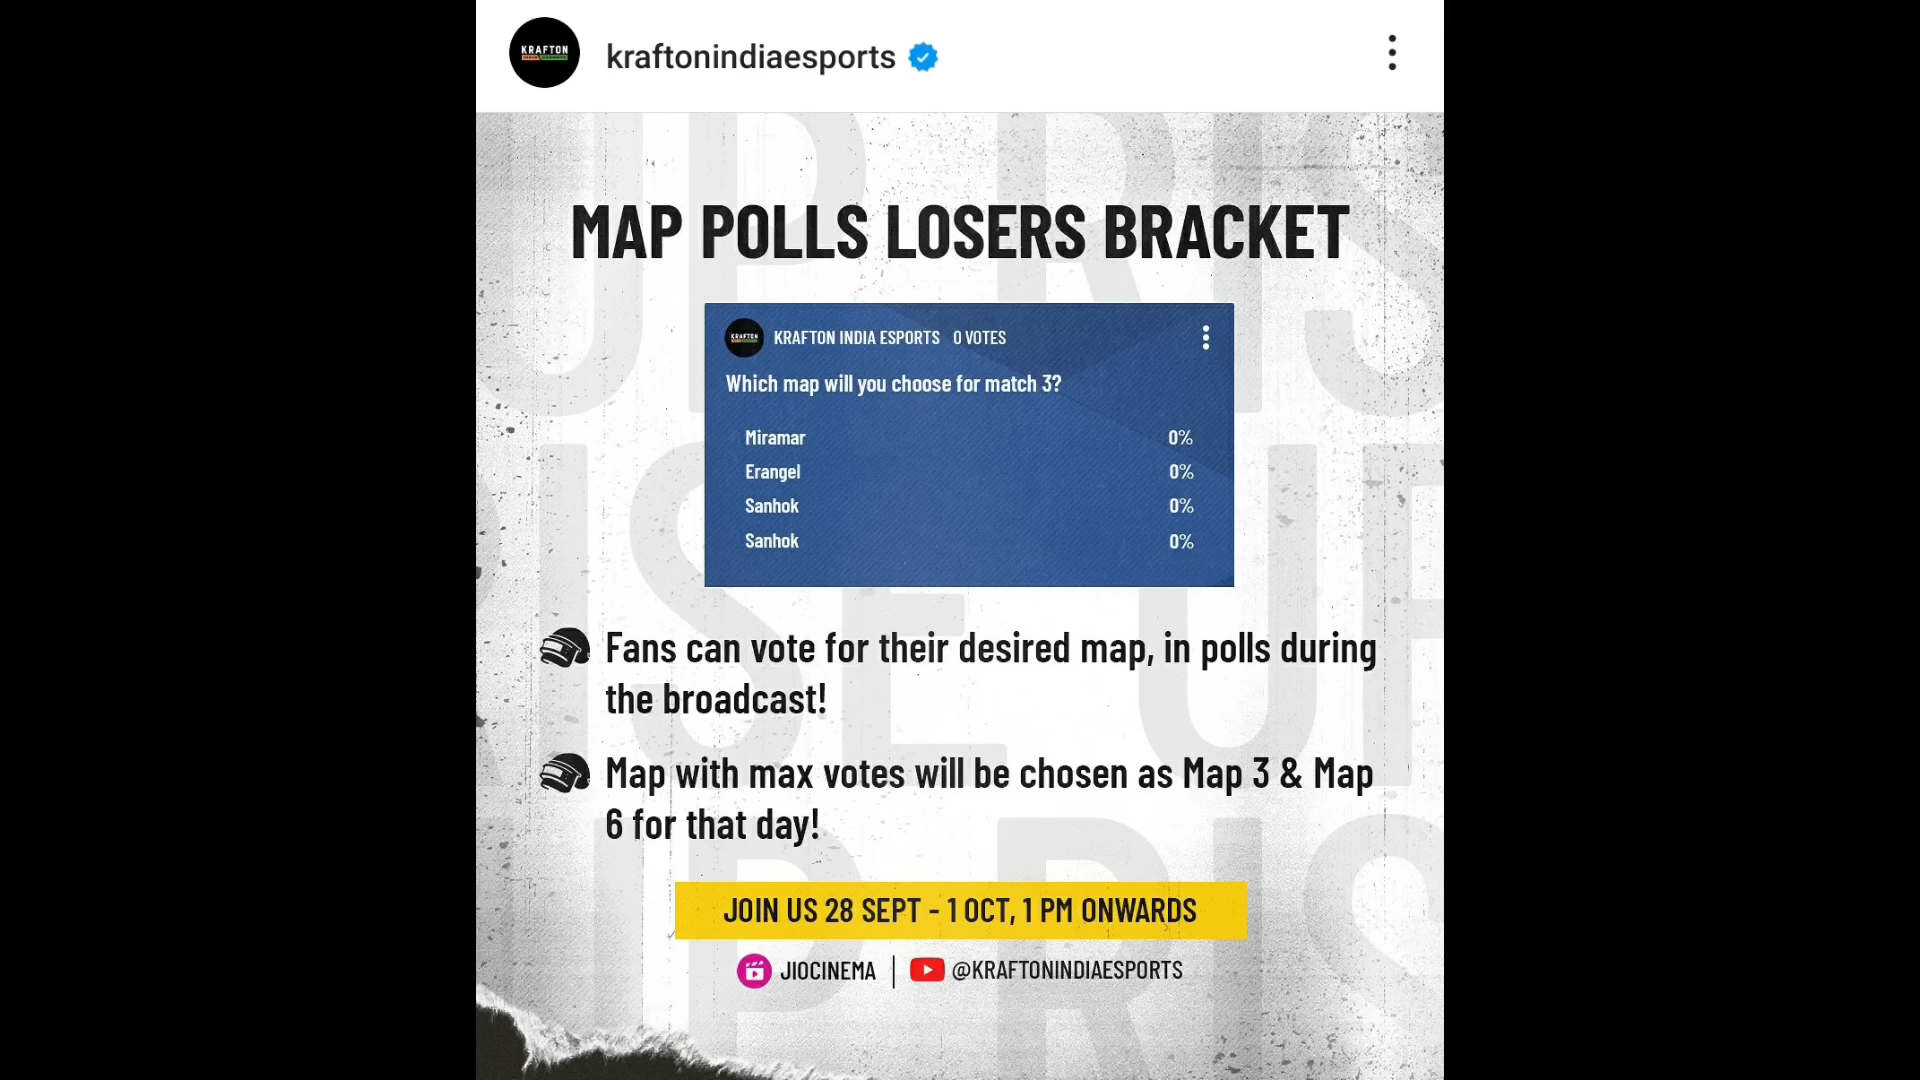 KRAFTON
kraftonindiaesports
MAP POLLS LOSERS BRACKET
KRAFTON INDIA ESPORTS 0 VOTES
Which map will you choose for match 3?
Miramar 0%
Erangel 0%
Sanhok 0%
Sanhok 0%
Fans can vote for their desired map, in polls during
the broadcast!
Map with max votes will be chosen as Map 3 & Map
6 for that day!
JOIN US 28 SEPT - 1 OCT, 1 PM ONWARDS
JIOCINEMA | @KRAFTONINDIAESPORTS